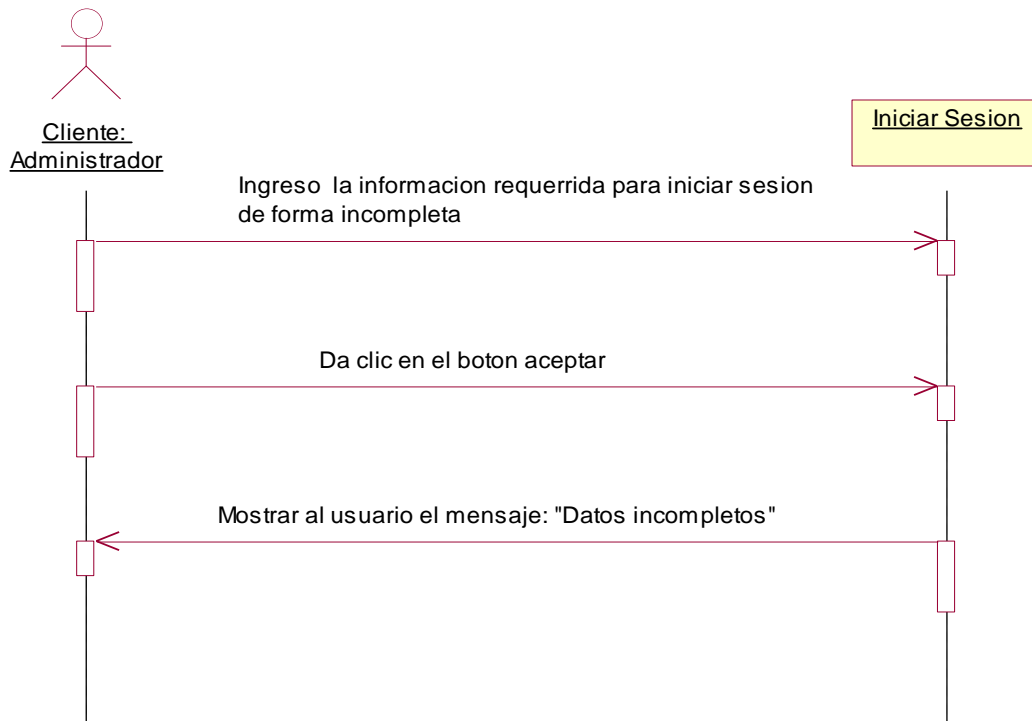 Cliente:
Administrador
Iniciar Sesion
Ingreso  la informacion requerrida para iniciar sesion
de forma incompleta
Da clic en el boton aceptar
Mostrar al usuario el mensaje: "Datos incompletos"